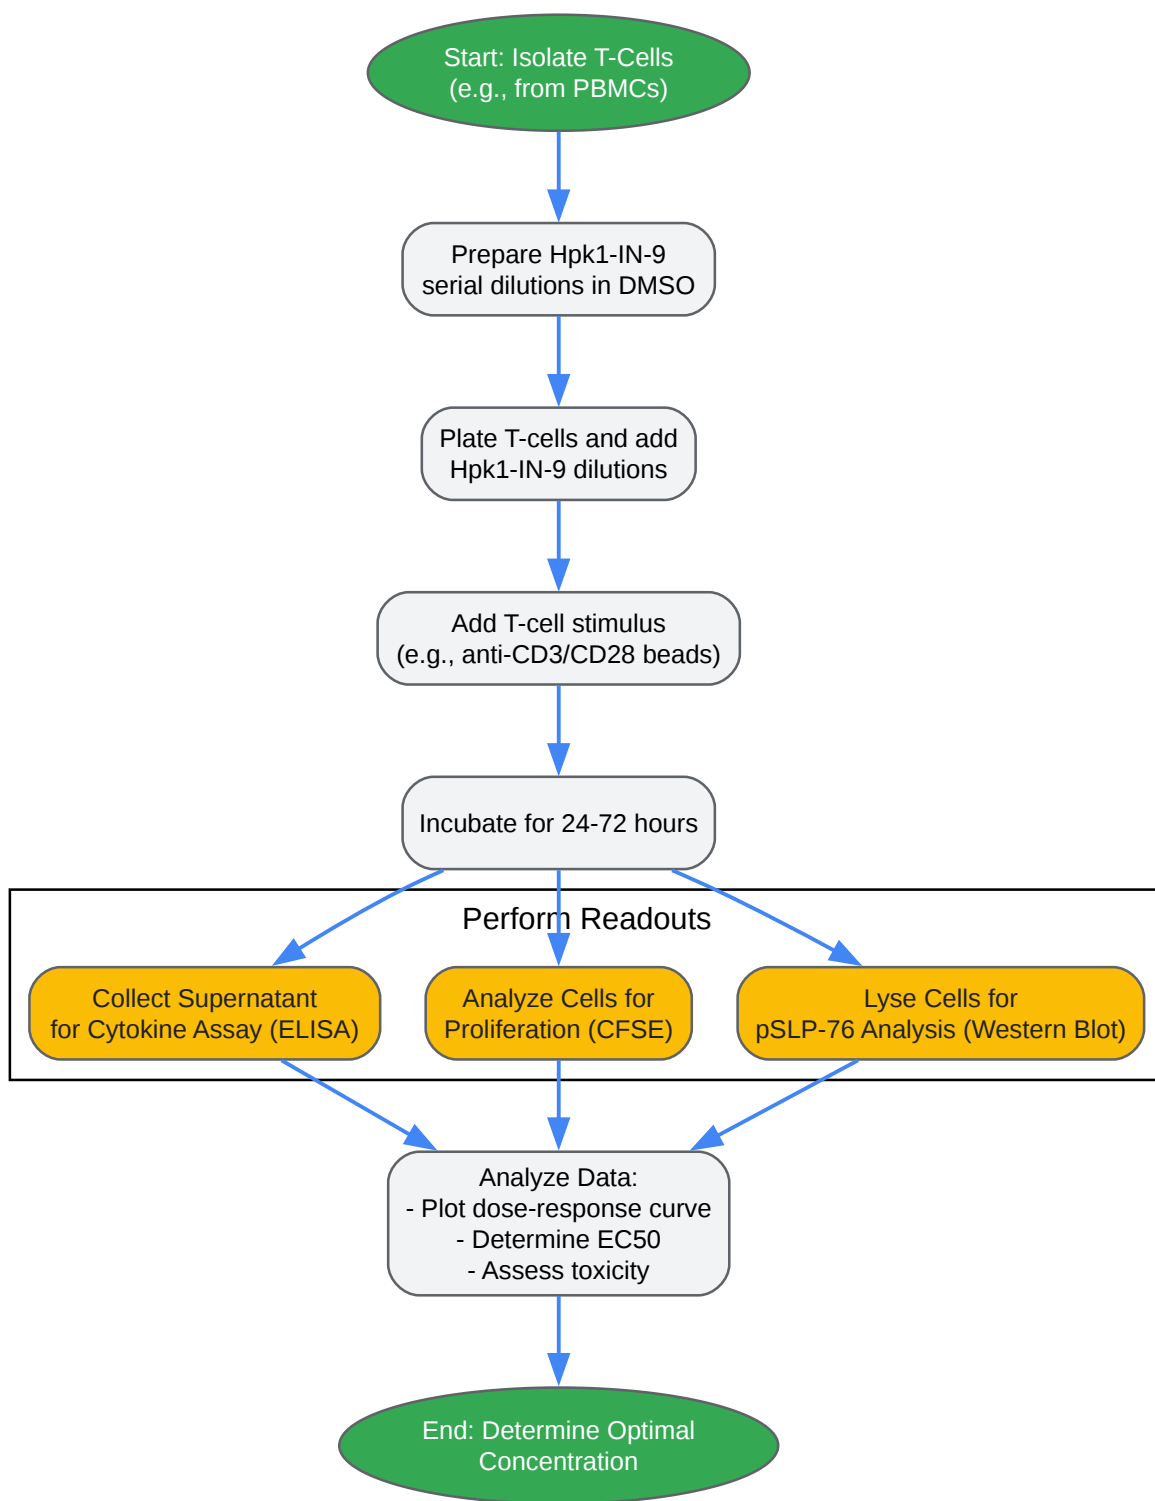 Start: Isolate T-Cells
(e.g., from PBMCs)
Prepare Hpk1-IN-9
serial dilutions in DMSO
Plate T-cells and add
Hpk1-IN-9 dilutions
Add T-cell stimulus
(e.g., anti-CD3/CD28 beads)
Incubate for 24-72 hours
Perform Readouts
Collect Supernatant
for Cytokine Assay (ELISA)
Analyze Cells for
Proliferation (CFSE)
Lyse Cells for
pSLP-76 Analysis (Western Blot)
Analyze Data:
- Plot dose-response curve
- Determine EC50
- Assess toxicity
End: Determine Optimal
Concentration